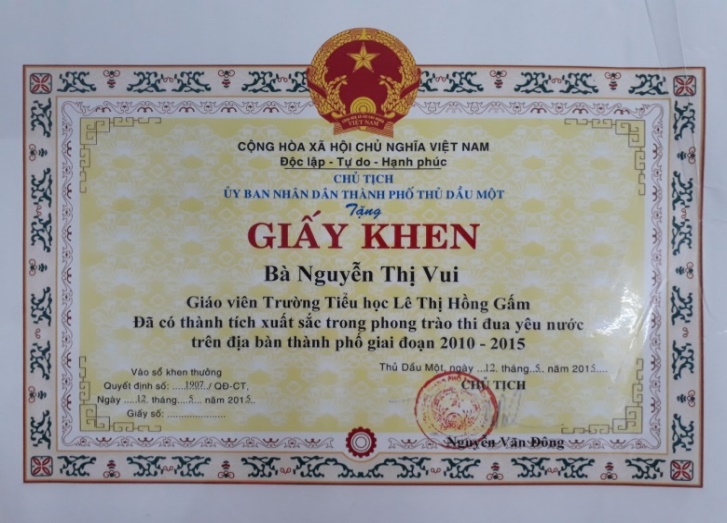 VIỆT NAM
CỘNG HÒA XÃ HỘI CHỦ NGHĨA VIỆT NAM
Độc lập - Tự do - Hạnh phúc
CHỦ TỊCH
ỦY BAN NHÂN DÂN THÀNH PHỐ THỦ DẦU MỘT
Tặng
GIẤY KHEN
Bà Nguyễn Thị Vui
Giáo viên Trường Tiểu học Lê Thị Hồng Gấm
Đã có thành tích xuất sắc trong phong trào thi đua yêu nước
trên địa bàn thành phố giai đoạn 2010 - 2015
Vào sổ khen thưởng
Quyết định số: ....1907../ QĐ-CT,
Ngày ....12.... tháng ...5.... năm 2015..
Giấy số: ....................
Thủ Dầu Một, ngày ...12. tháng..5.. năm 2015....
CHỦ TỊCH
Nguyễn Văn Đông